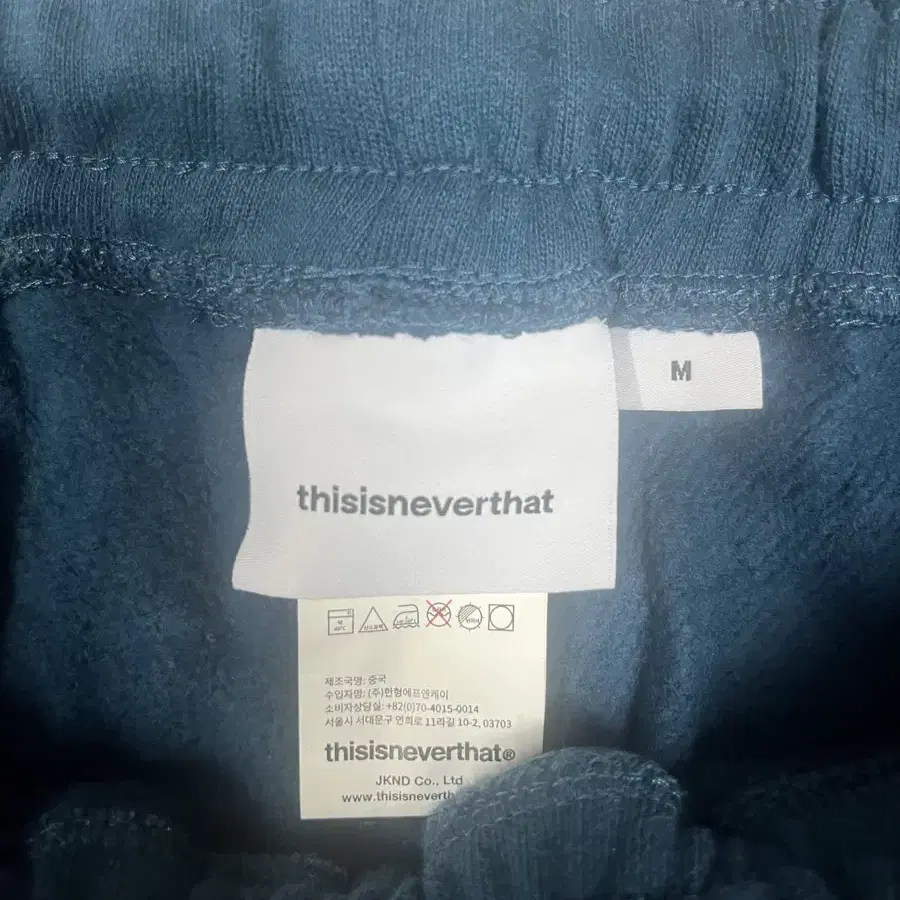 M
thisisneverthat
제조국명: 중국
수입자명: (주)한형에프엔케이
소비자상담실: +82(0)70-4015-0014
서울시 서대문구 연희로 11라길 10-2, 03703
thisisneverthat®
JKND Co., Ltd
www.thisisneverth